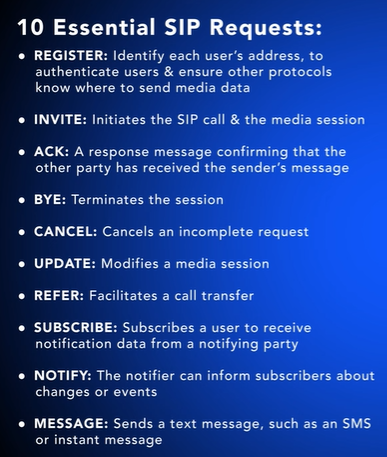 10 Essential SIP Requests:
• REGISTER: Identify each user's address, to
authenticate users & ensure other protocols
know where to send media data
• INVITE: Initiates the SIP call & the media session
• ACK: A response message confirming that the
other party has received the sender's message
• BYE: Terminates the session
• CANCEL: Cancels an incomplete request
• UPDATE: Modifies a media session
• REFER: Facilitates a call transfer
• SUBSCRIBE: Subscribes a user to receive
notification data from a notifying party
• NOTIFY: The notifier can inform subscribers about
changes or events
• MESSAGE: Sends a text message, such as an SMS
or instant message